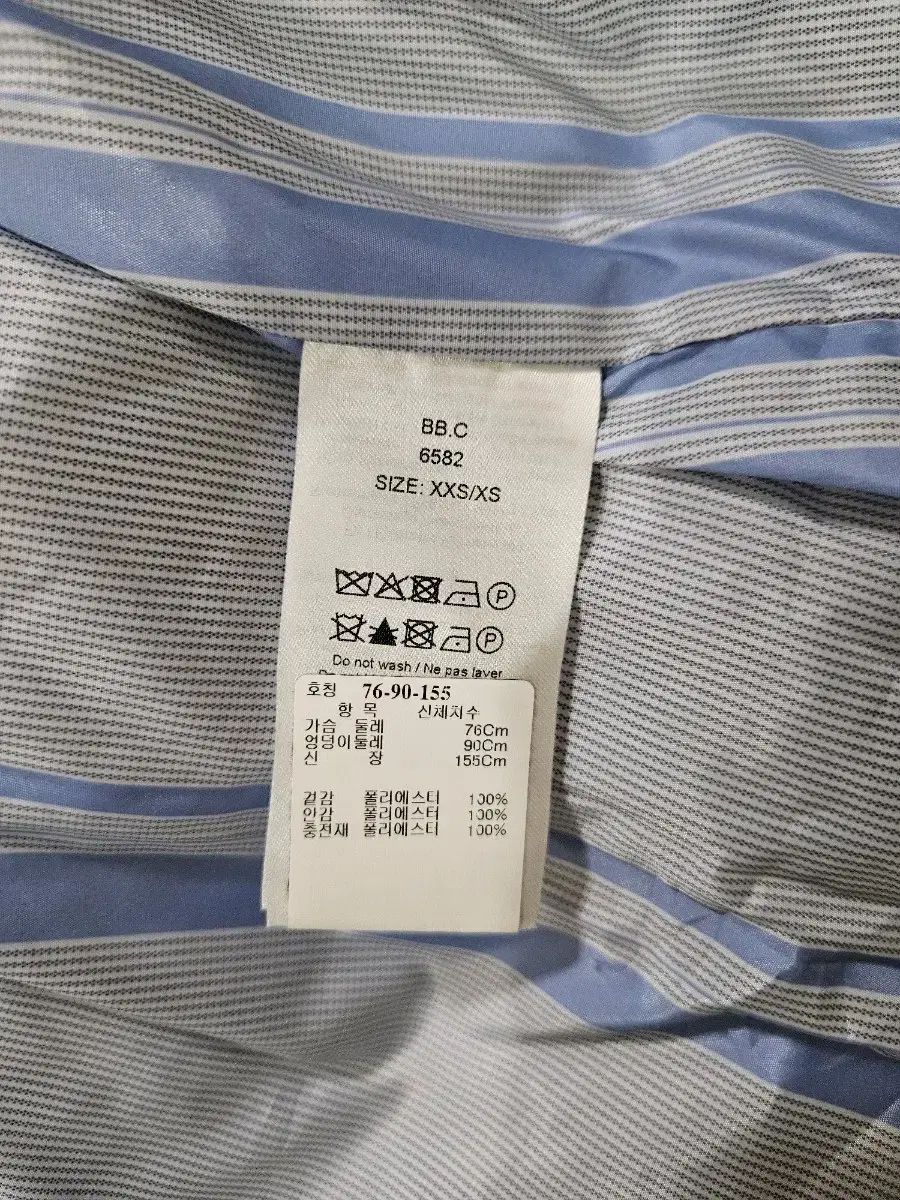 BB.C
6582
SIZE: XXS/XS
P
P
Do not wash / Ne pas laver
호칭 76-90-155
항 목 신체치수
가슴 둘레 76Cm
엉덩이둘레 90Cm
신 장 155Cm
겉감 폴리에스터 100%
안감 폴리에스터 100%
충전재 폴리에스터 100%